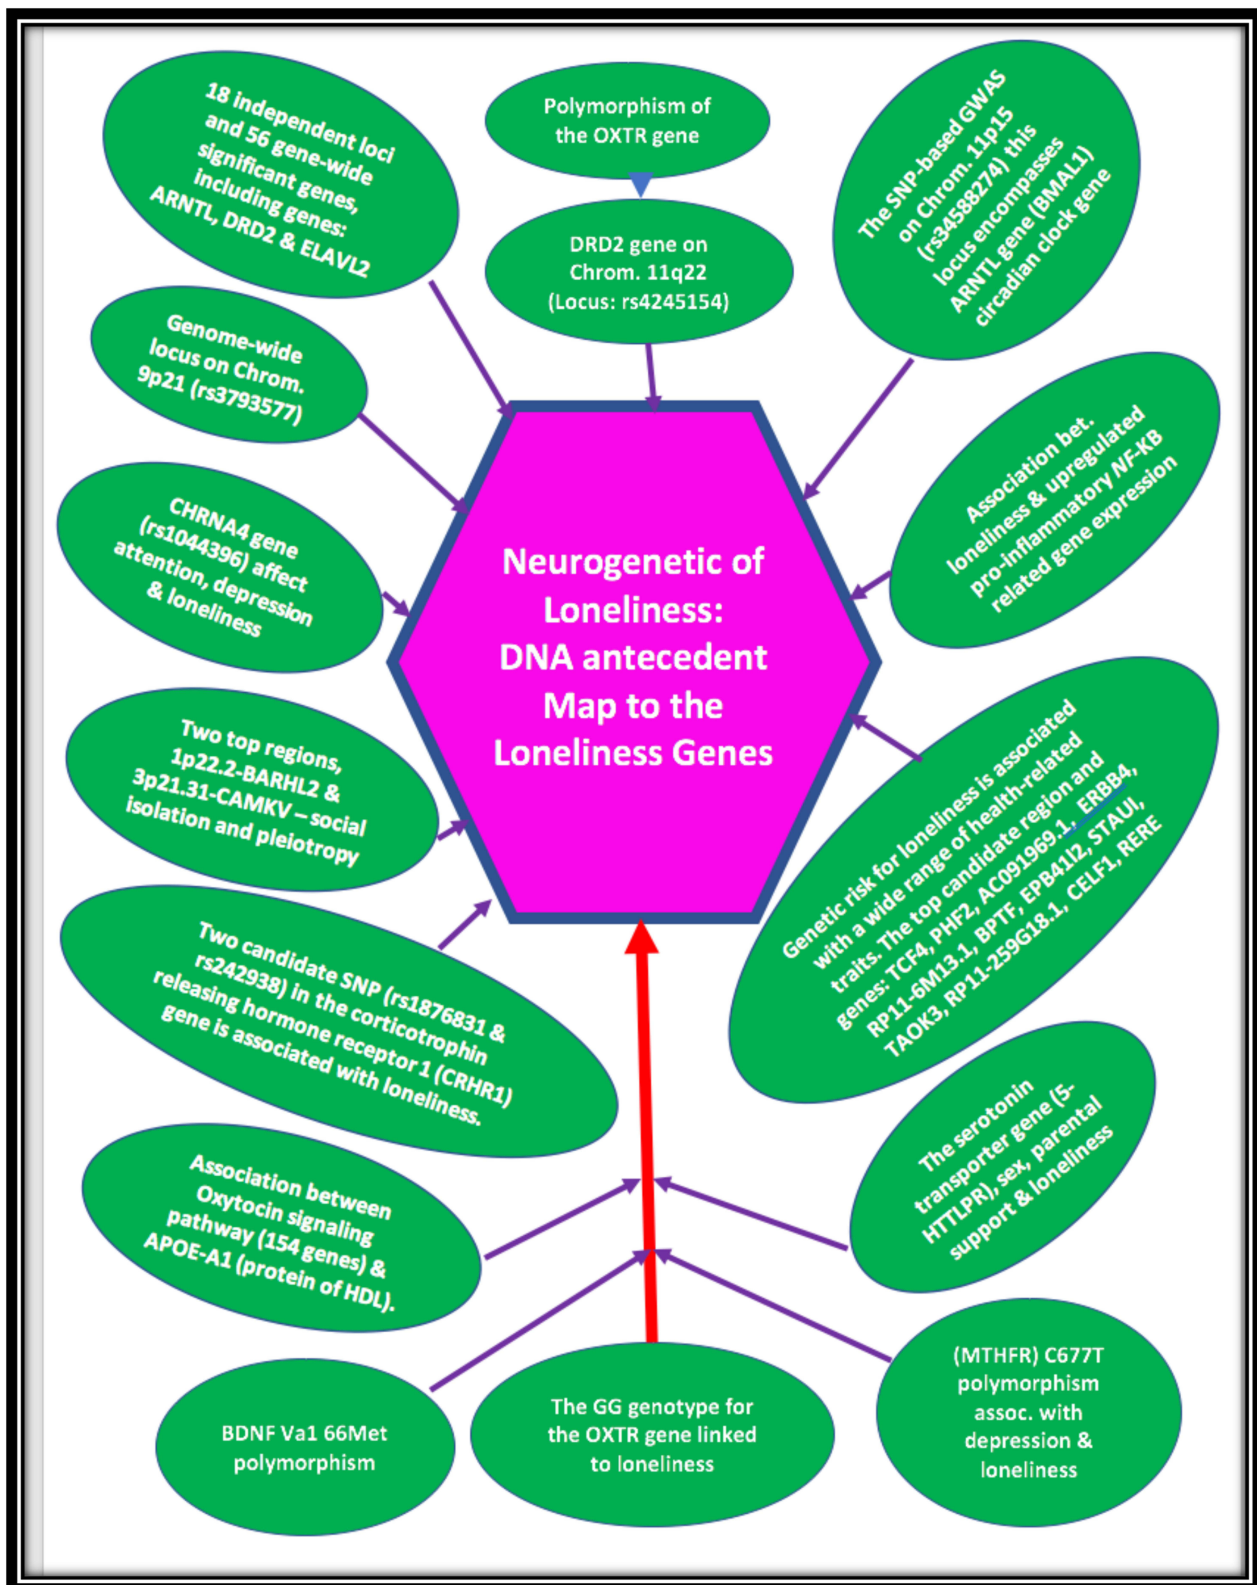 18 independent loci
and 56 gene-wide
significant genes,
including genes:
ARNTL, DRD2 & ELAVL2
Polymorphism of
the OXTR gene
DRD2 gene on
Chrom. 11q22
(Locus: rs4245154)
The SNP-based GWAS
on Chrom. 11p15
(rs34588274) this
locus encompasses
ARNTL gene (BMAL1)
circadian clock gene
Genome-wide
locus on Chrom.
9p21 (rs3793577)
Association bet.
loneliness & upregulated
pro-inflammatory NF-KB
related gene expression
CHRNA4 gene
(rs1044396) affect
attention, depression
& loneliness
Neurogenetic of
Loneliness:
DNA antecedent
Map to the
Loneliness Genes
Two top regions,
1p22.2-BARHL2 &
3p21.31-CAMKV – social
isolation and pleiotropy
Genetic risk for loneliness is associated
with a wide range of health-related
traits. The top candidate region and
genes: TCF4, PHF2, AC091969.1, ERBB4,
RP11-6M13.1, BPTF, EPB41I2, STAUI,
TAOK3, RP11-259G18.1, CELF1, RERE
Two candidate SNP (rs1876831 &
rs242938) in the corticotrophin
releasing hormone receptor 1 (CRHR1)
gene is associated with loneliness.
The serotonin
transporter gene (5-
HTTLPR), sex, parental
support & loneliness
Association between
Oxytocin signaling
pathway (154 genes) &
APOE-A1 (protein of HDL).
BDNF Va1 66Met
polymorphism
The GG genotype for
the OXTR gene linked
to loneliness
(MTHFR) C677T
polymorphism
assoc. with
depression &
loneliness